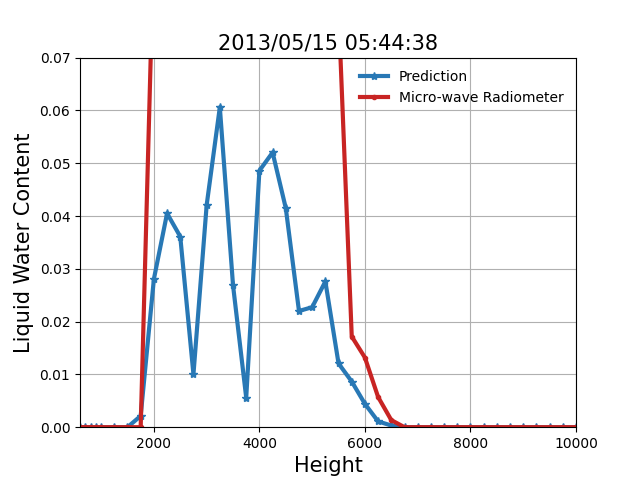 2013/05/15 05:44:38
0.07
0.06
0.05
0.04
0.03
0.02
0.01
0.00
Liquid Water Content
Prediction
Micro-wave Radiometer
2000 4000 6000 8000 10000
Height